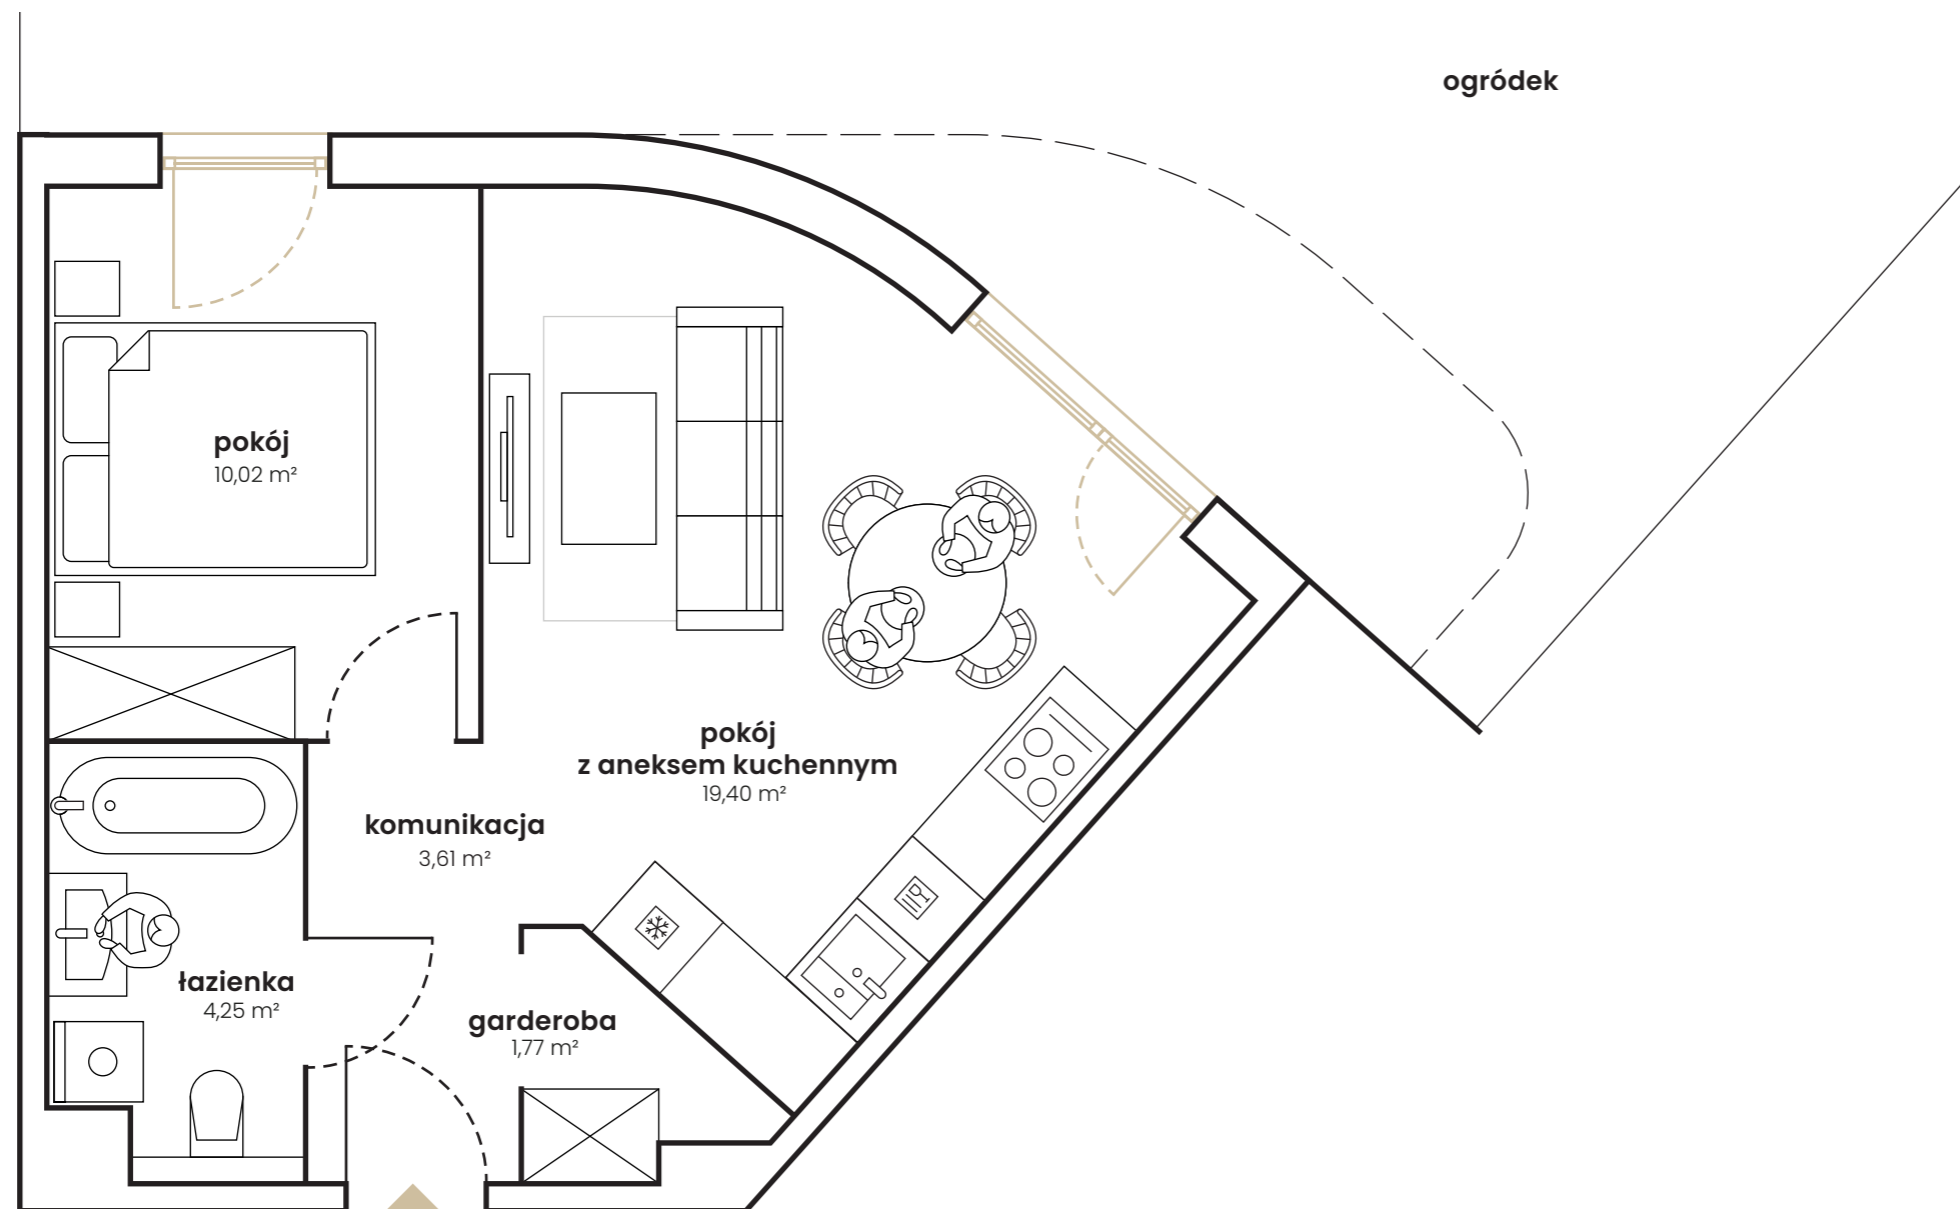 ogródek
pokój
10,02 m²
pokój
z aneksem kuchennym
19,40 m²
komunikacja
3,61 m²
łazienka
4,25 m²
garderoba
1,77 m²